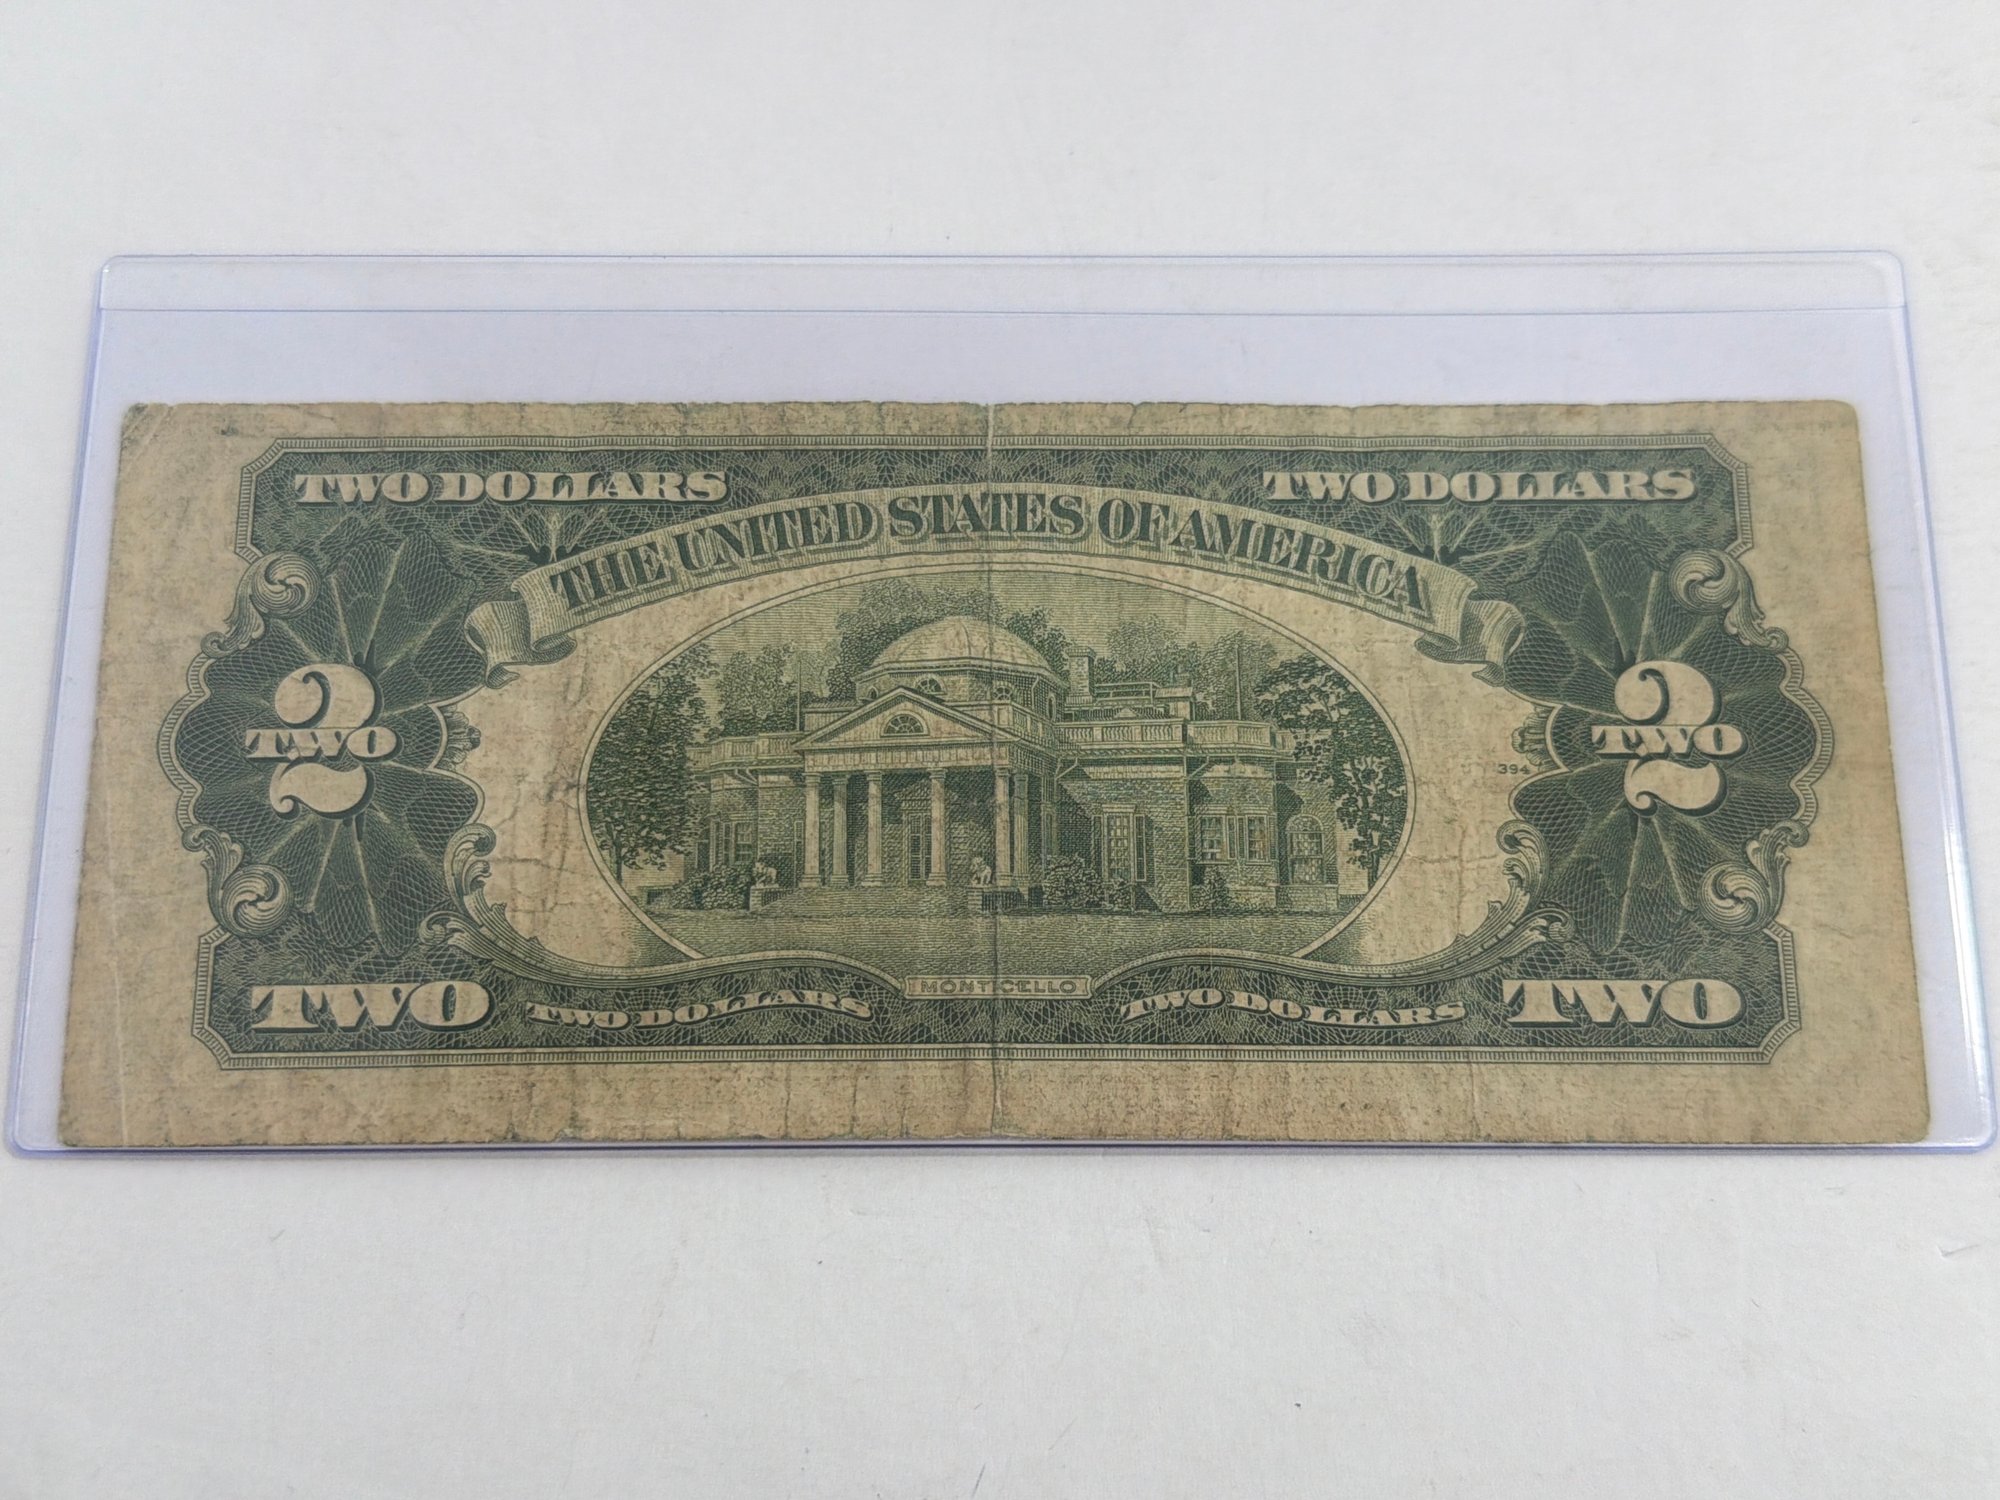 TWO DOLLARS TWO DOLLARS
THE UNITED STATES OF AMERICA
2 2
TWO TWO
394
MONTICELLO
TWO TWO DOLLARS TWO DOLLARS TWO